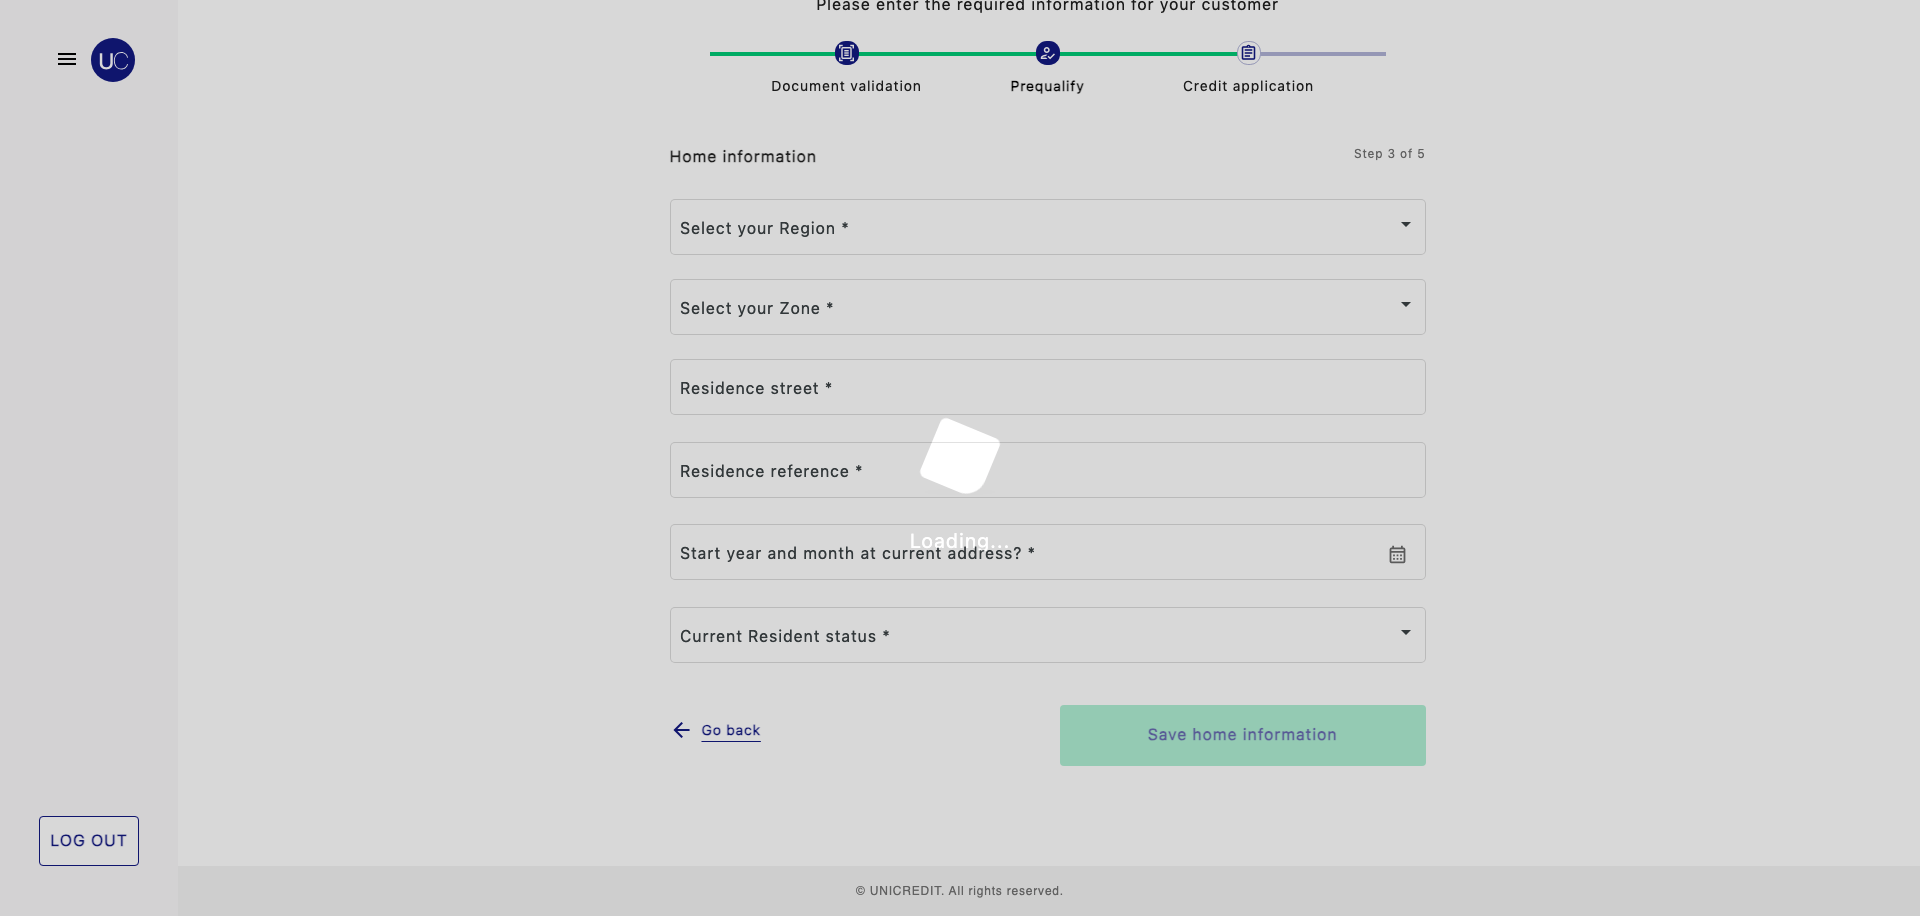 Please enter the required information for your customer
UC
Document validation
Prequalify
Credit application
Home information
Step 3 of 5
Select your Region *
Select your Zone *
Residence street *
Residence reference *
Loading...
Start year and month at current address? *
Current Resident status *
Go back
Save home information
LOG OUT
© UNICREDIT. All rights reserved.